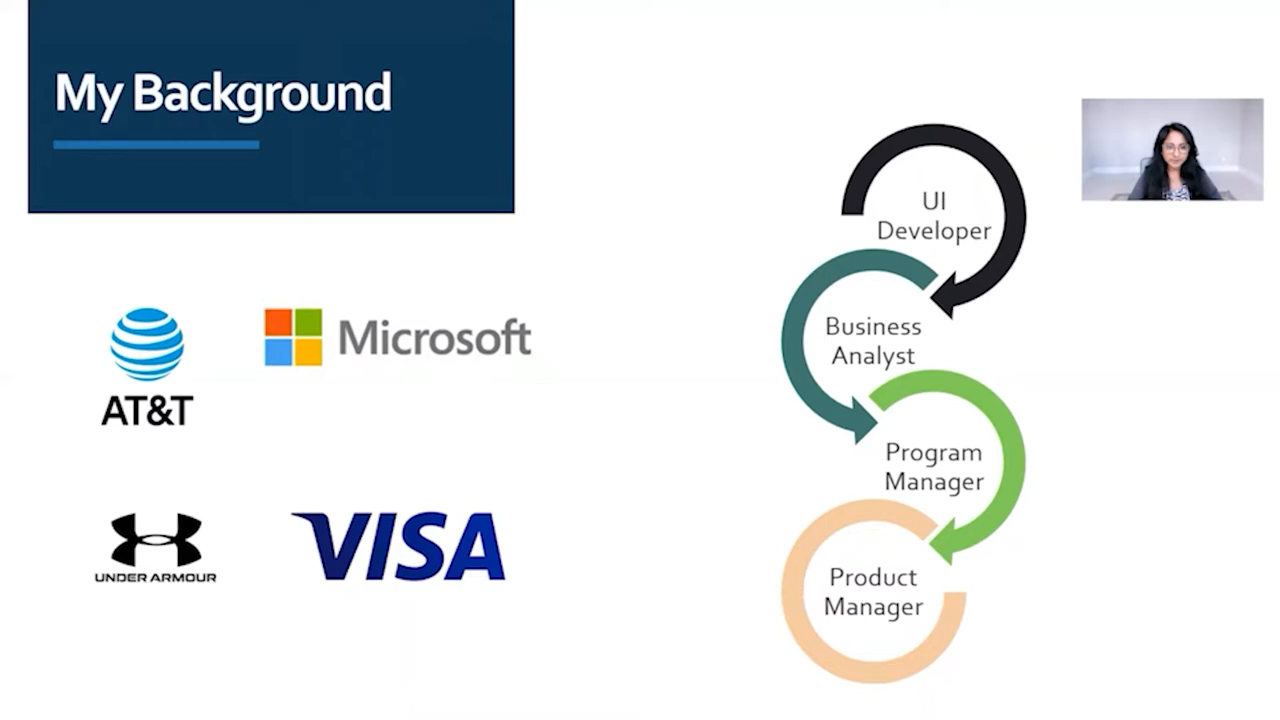 My Background
AT&T
Microsoft
UNDER ARMOUR
VISA
UI
Developer
Business
Analyst
Program
Manager
Product
Manager